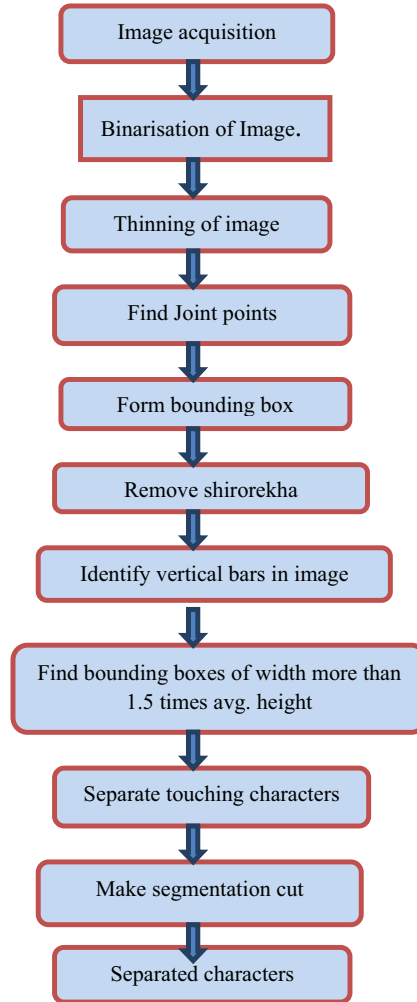 Image acquisition
Binarisation of Image.
Thinning of image
Find Joint points
Form bounding box
Remove shirorekha
Identify vertical bars in image
Find bounding boxes of width more than
1.5 times avg. height
Separate touching characters
Make segmentation cut
Separated characters